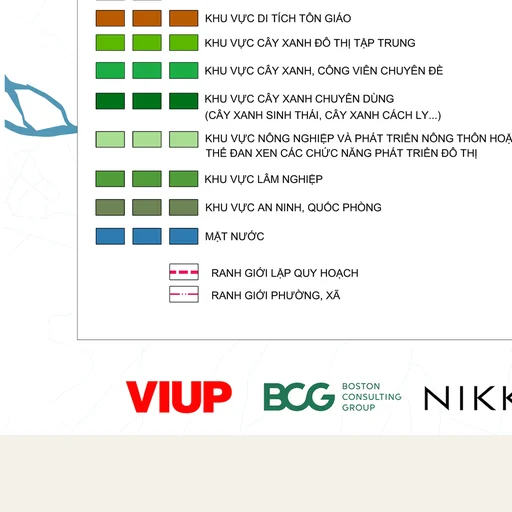 KHU VỰC DI TÍCH TÔN GIÁO
KHU VỰC CÂY XANH ĐÔ THỊ TẬP TRUNG
KHU VỰC CÂY XANH, CÔNG VIÊN CHUYÊN ĐỀ
KHU VỰC CÂY XANH CHUYÊN DÙNG
(CÂY XANH SINH THÁI, CÂY XANH CÁCH LY...)
KHU VỰC NÔNG NGHIỆP VÀ PHÁT TRIỂN NÔNG THÔN
THỂ ĐAN XEN CÁC CHỨC NĂNG PHÁT TRIỂN ĐÔ THỊ
KHU VỰC LÂM NGHIỆP
KHU VỰC AN NINH, QUỐC PHÒNG
MẶT NƯỚC
RANH GIỚI LẬP QUY HOẠCH
RANH GIỚI PHƯỜNG, XÃ
VIUP BCG BOSTON
CONSULTING
GROUP
NIKK